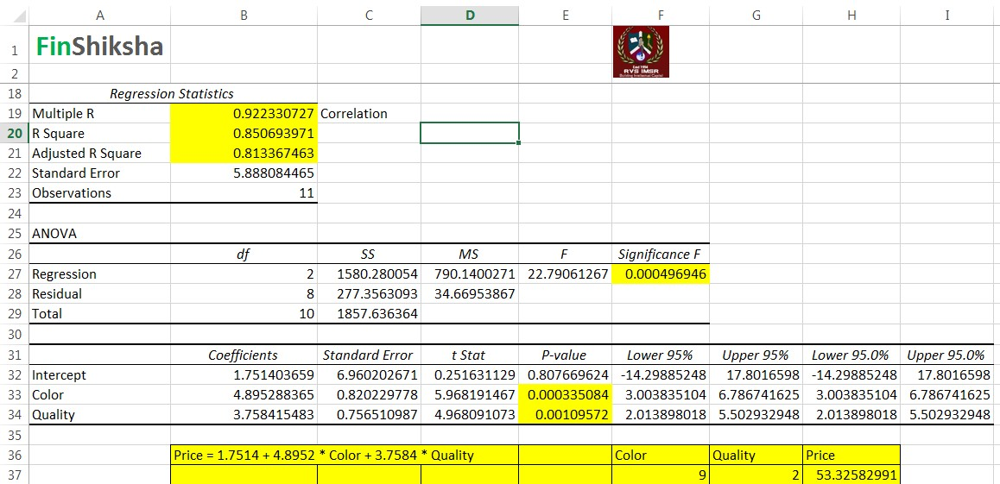 A B C D E F G H I
1 FinShiksha
Estd 1994
RVS IMSR
Building Intellectual Capital
2
18 Regression Statistics
19 Multiple R 0.922330727 Correlation
20 R Square 0.850693971
21 Adjusted R Square 0.813367463
22 Standard Error 5.888084465
23 Observations 11
24
25 ANOVA
26 df SS MS F Significance F
27 Regression 2 1580.280054 790.1400271 22.79061267 0.000496946
28 Residual 8 277.3563093 34.66953867
29 Total 10 1857.636364
30
31 Coefficients Standard Error t Stat P-value Lower 95% Upper 95% Lower 95.0% Upper 95.0%
32 Intercept 1.751403659 6.960202671 0.251631129 0.807669624 -14.29885248 17.8016598 -14.29885248 17.8016598
33 Color 4.895288365 0.820229778 5.968191467 0.000335084 3.003835104 6.786741625 3.003835104 6.786741625
34 Quality 3.758415483 0.756510987 4.968091073 0.00109572 2.013898018 5.502932948 2.013898018 5.502932948
35
36 Price = 1.7514 + 4.8952 * Color + 3.7584 * Quality Color Quality Price
37 9 2 53.32582991